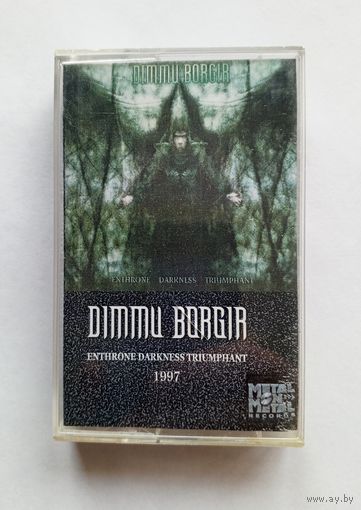 DIMMU BORGIR
ENTHRONE DARKNESS TRIUMPHANT
DIMMU BORGIR
ENTHRONE DARKNESS TRIUMPHANT
1997
METAL
METAL
RECORDS
www.ay.by